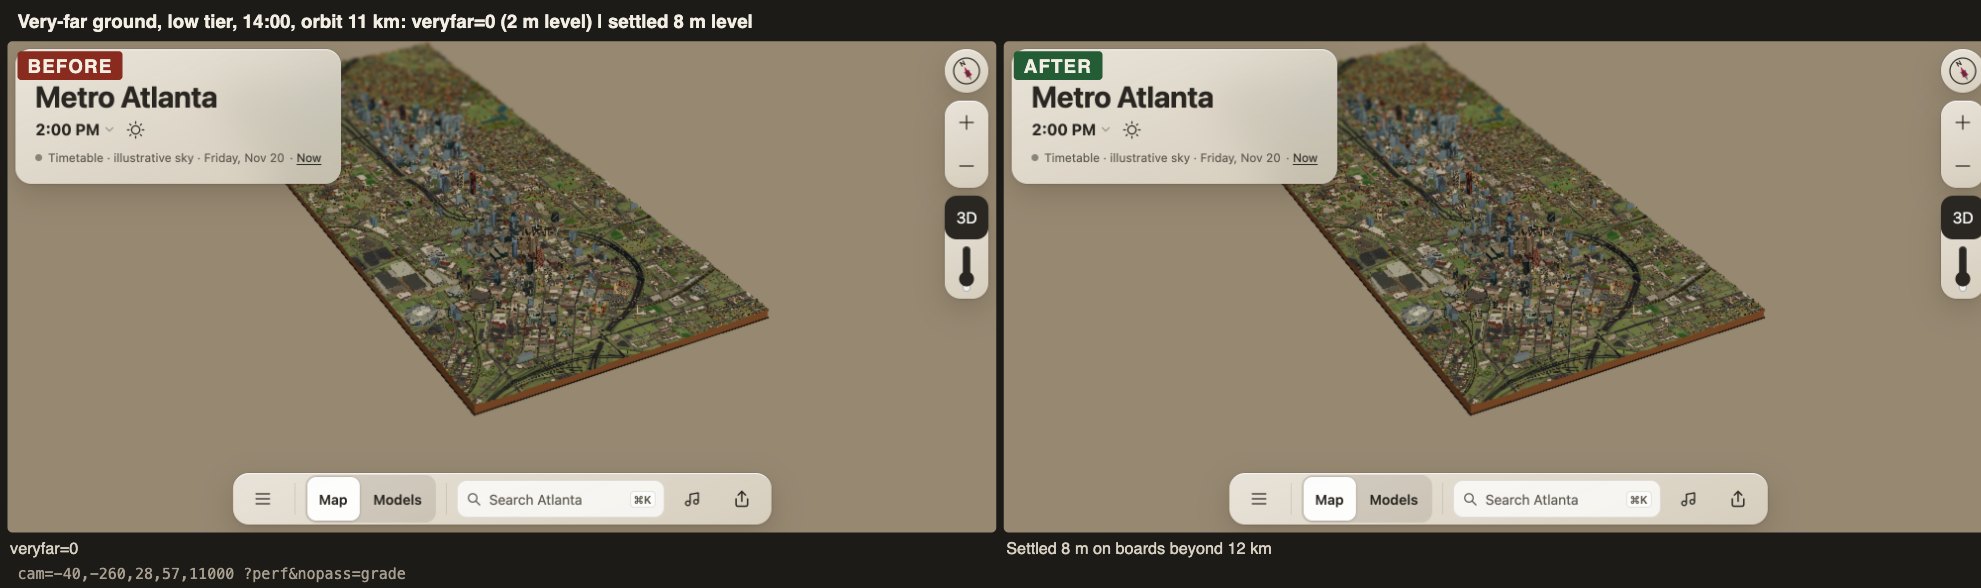 Very-far ground, low tier, 14:00, orbit 11 km: veryfar=0 (2 m level) | settled 8 m level
BEFORE
Metro Atlanta
2:00 PM
Timetable · illustrative sky · Friday, Nov 20 · Now
N
+
−
3D
Map
Models
Search Atlanta
⌘K
veryfar=0
cam=−40,−260,28,57,11000 ?perf&nopass=grade
AFTER
Metro Atlanta
2:00 PM
Timetable · illustrative sky · Friday, Nov 20 · Now
N
+
−
3D
Map
Models
Search Atlanta
⌘K
Settled 8 m on boards beyond 12 km